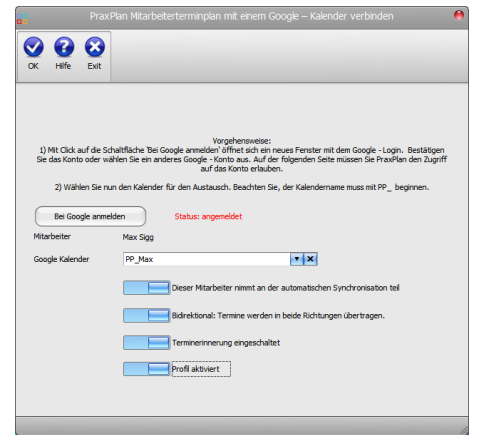 PraxPlan Mitarbeiterterminplan mit einem Google – Kalender verbinden
OK Hilfe Exit
Vorgehensweise:
1) Mit Click auf die Schaltfläche 'Bei Google anmelden' öffnet sich ein neues Fenster mit dem Google - Login. Bestätigen
Sie das Konto oder wählen Sie ein anderes Google - Konto aus. Auf der folgenden Seite müssen Sie PraxPlan den Zugriff
auf das Konto erlauben.
2) Wählen Sie nun den Kalender für den Austausch. Beachten Sie, der Kalendername muss mit PP_ beginnen.
Bei Google anmelden Status: angemeldet
Mitarbeiter Max Sigg
Google Kalender PP_Max
Dieser Mitarbeiter nimmt an der automatischen Synchronisation teil
Bidirektional: Termine werden in beide Richtungen übertragen.
Terminerinnerung eingeschaltet
Profil aktiviert